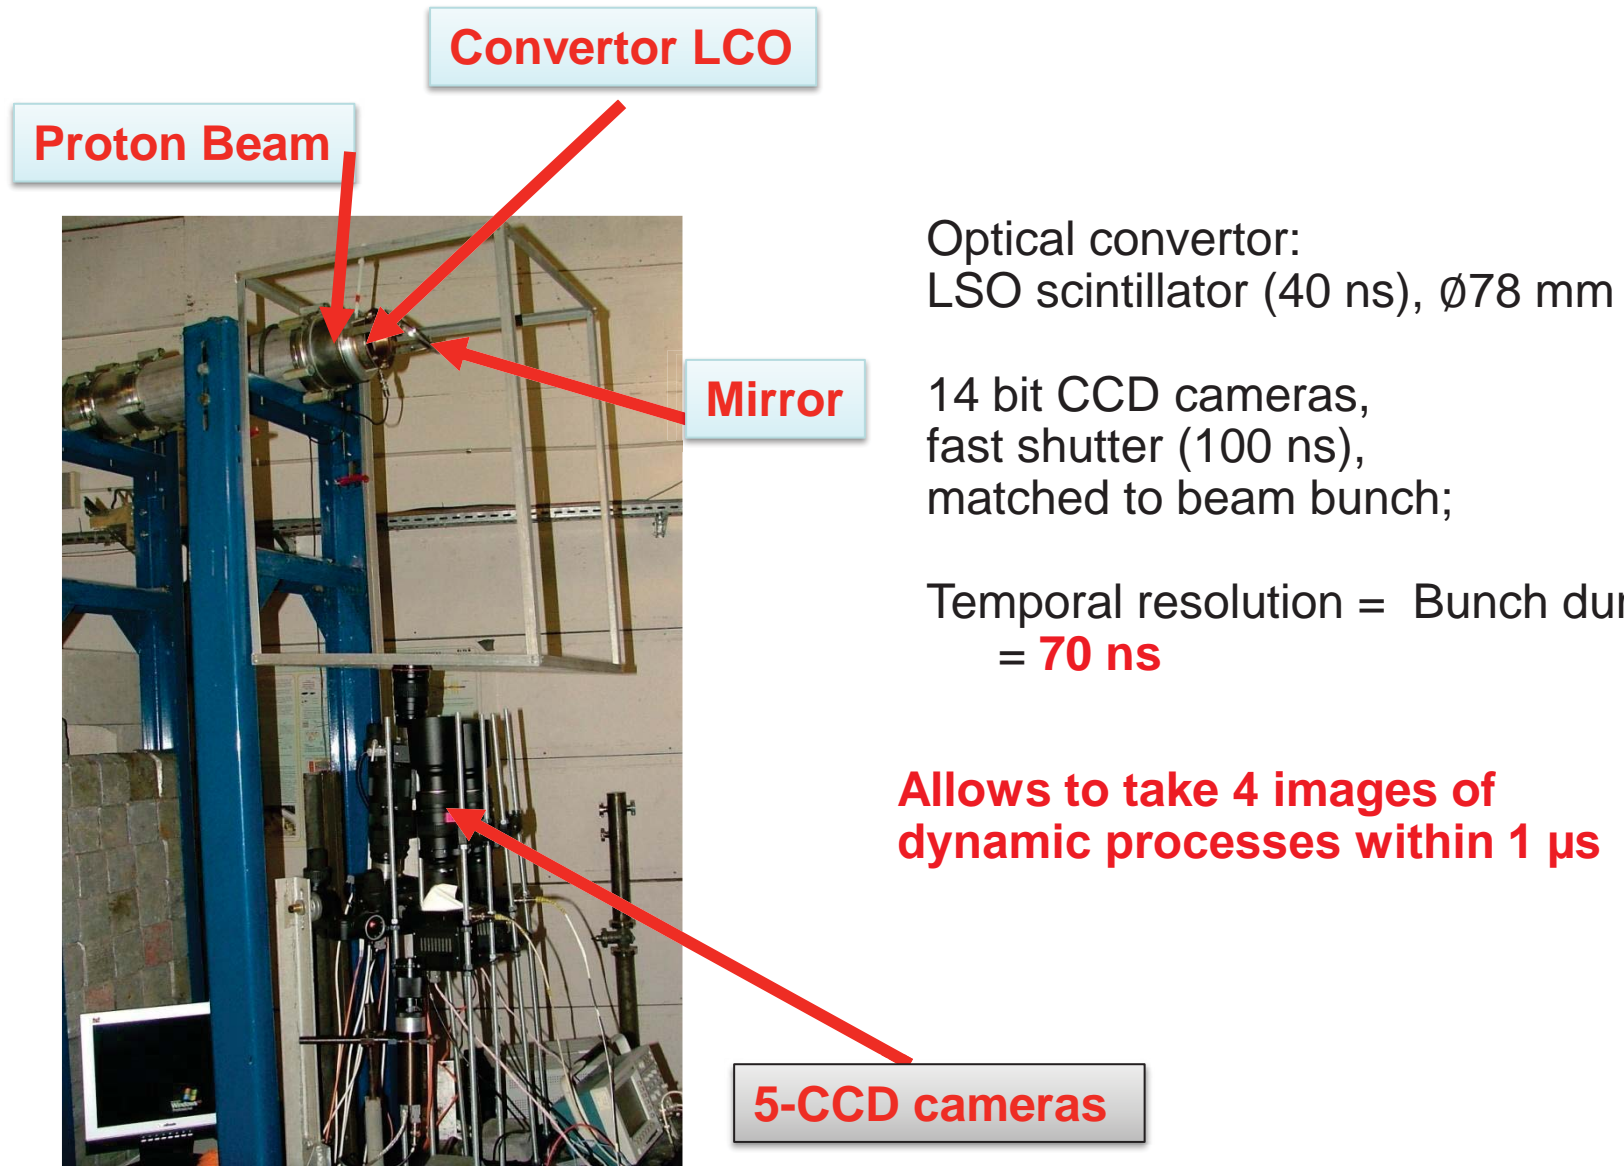 Convertor LCO
Proton Beam
Optical convertor:
LSO scintillator (40 ns), Ø78 mm
Mirror
14 bit CCD cameras,
fast shutter (100 ns),
matched to beam bunch;
Temporal resolution = Bunch dur
= 70 ns
Allows to take 4 images of
dynamic processes within 1 µs
5-CCD cameras
Windows